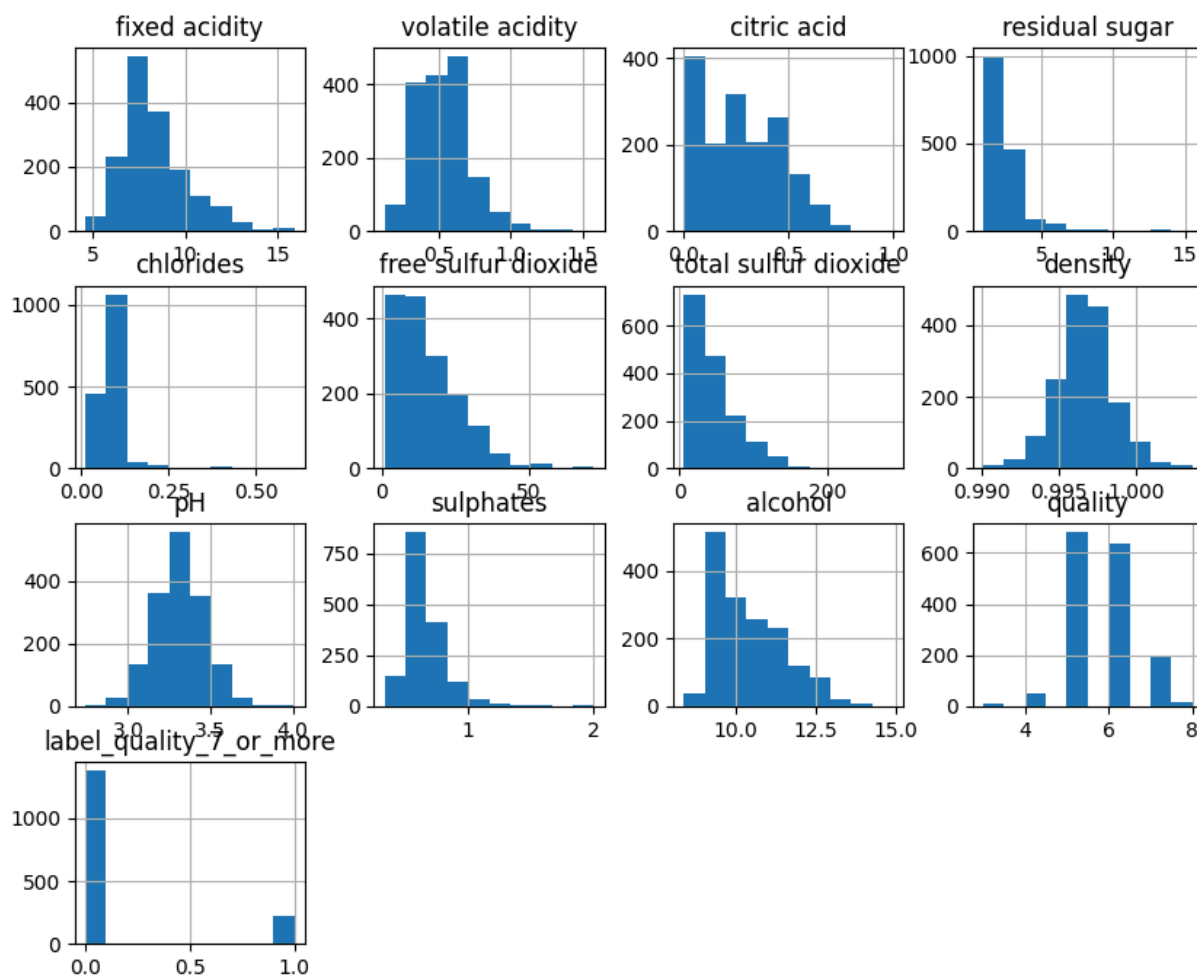 fixed acidity volatile acidity citric acid residual sugar
400 200 0 5 10 15
400 200 0 0.5 1.0 1.5
400 200 0 0.0 0.5 1.0
1000 500 0 5 10 15
chlorides free sulfur dioxide total sulfur dioxide density
1000 500 0 0.00 0.25 0.50
400 200 0 0 50
600 400 200 0 0 200
400 200 0 0.990 0.995 1.000
pH sulphates alcohol quality
400 200 0 3.0 3.5 4.0
750 500 250 0 1 2
400 200 0 10.0 12.5 15.0
600 400 200 0 4 6 8
label_quality_7_or_more
1000 500 0 0.0 0.5 1.0